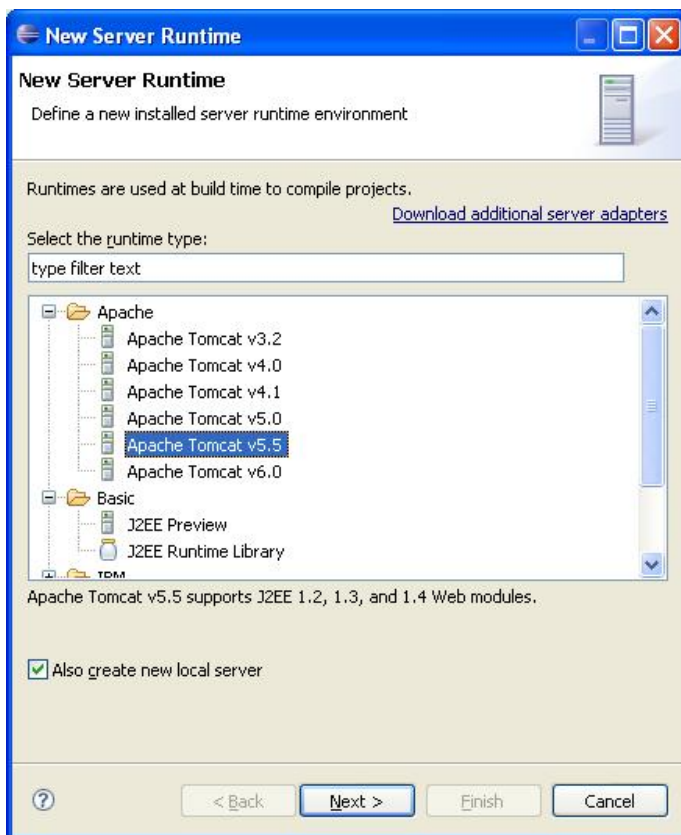 New Server Runtime
New Server Runtime
Define a new installed server runtime environment
Runtimes are used at build time to compile projects.
Download additional server adapters
Select the runtime type:
type filter text
Apache
Apache Tomcat v3.2
Apache Tomcat v4.0
Apache Tomcat v4.1
Apache Tomcat v5.0
Apache Tomcat v5.5
Apache Tomcat v6.0
Basic
J2EE Preview
J2EE Runtime Library
IBM
Apache Tomcat v5.5 supports J2EE 1.2, 1.3, and 1.4 Web modules.
Also create new local server
? < Back Next > Finish Cancel